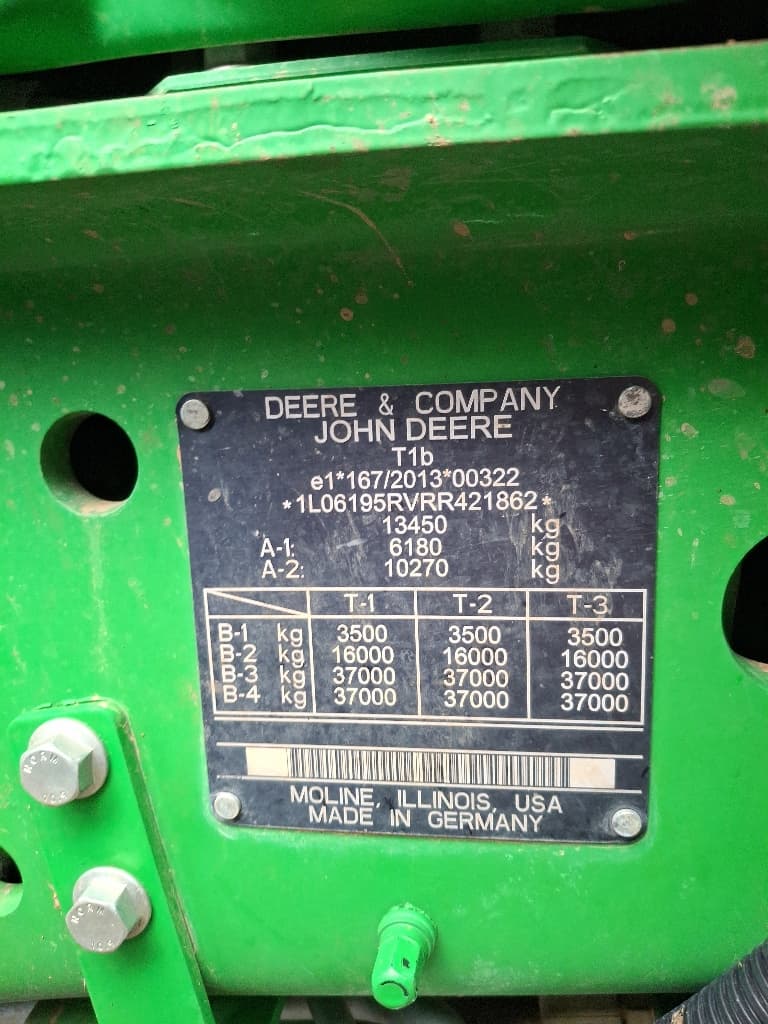 DEERE & COMPANY
JOHN DEERE
T1b
e1*167/2013*00322
*1L06195RVRR421862*
13450 kg
A-1: 6180 kg
A-2: 10270 kg
T-1 T-2 T-3
B-1 kg 3500 3500 3500
B-2 kg 16000 16000 16000
B-3 kg 37000 37000 37000
B-4 kg 37000 37000 37000
MOLINE, ILLINOIS, USA
MADE IN GERMANY